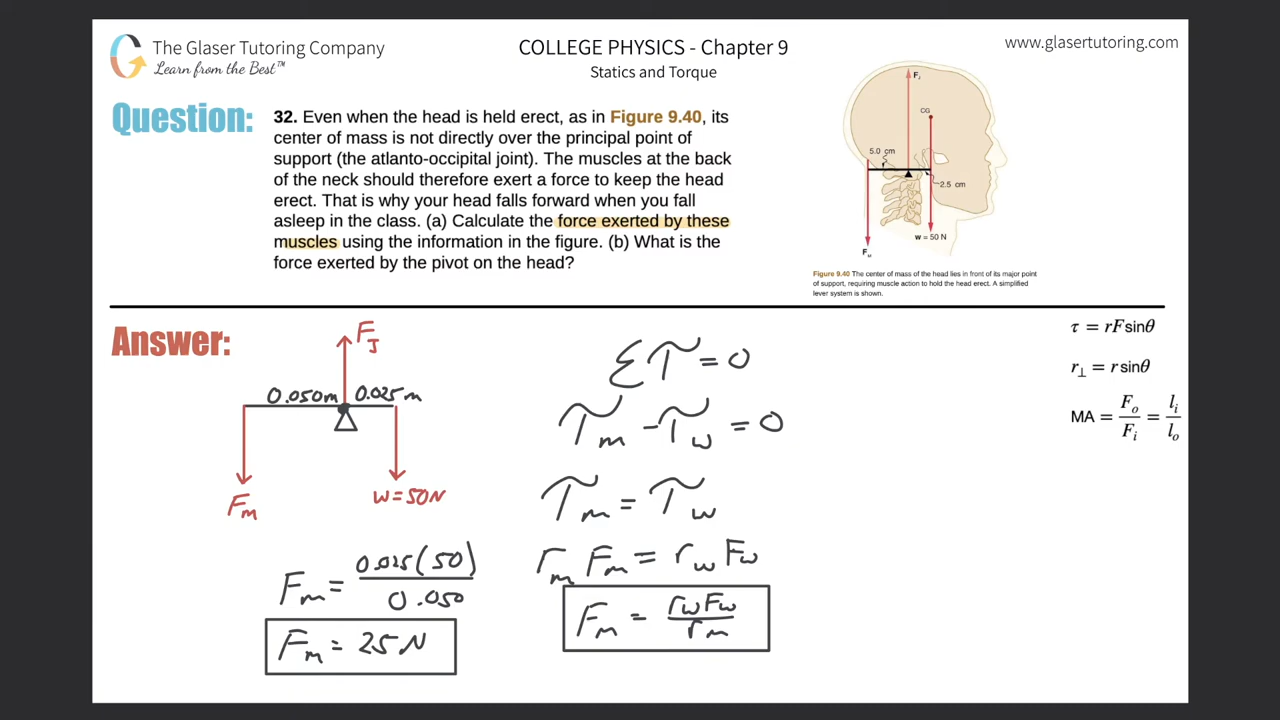 The Glaser Tutoring Company
Learn from the Best™
COLLEGE PHYSICS - Chapter 9
Statics and Torque
www.glasertutoring.com
Question:
32. Even when the head is held erect, as in Figure 9.40, its
center of mass is not directly over the principal point of
support (the atlanto-occipital joint). The muscles at the back
of the neck should therefore exert a force to keep the head
erect. That is why your head falls forward when you fall
asleep in the class. (a) Calculate the force exerted by these
muscles using the information in the figure. (b) What is the
force exerted by the pivot on the head?
F_J
CG
5.0 cm
2.5 cm
w = 50 N
F_M
Figure 9.40 The center of mass of the head lies in front of its major point
of support, requiring muscle action to hold the head erect. A simplified
lever system is shown.
Answer:
F_J
0.050m 0.025m
F_m
W=50N
F_m = 0.025(50) / 0.050
F_m = 25 N
Στ = 0
τ_m - τ_w = 0
τ_m = τ_w
r_m F_m = r_w F_w
F_m = r_w F_w / r_m
τ = rF sinθ
r⊥ = r sinθ
MA = F_o / F_i = l_i / l_o